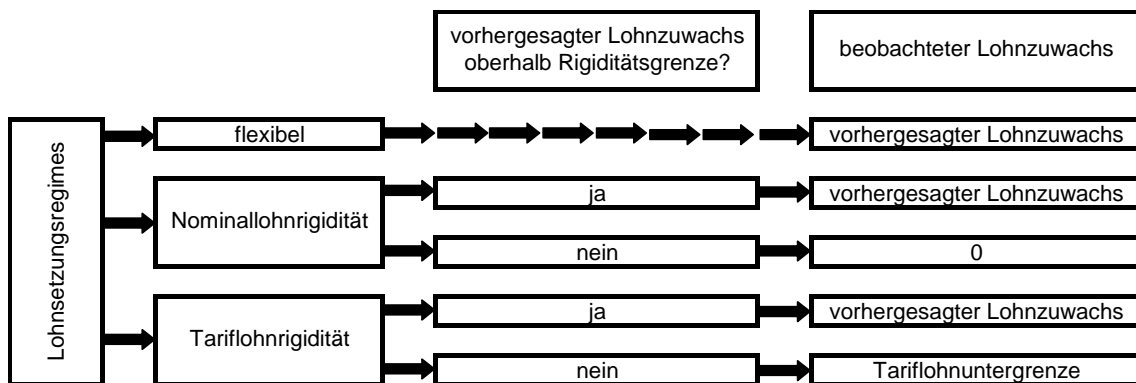 vorhergesagter Lohnzuwachs
oberhalb Rigiditätsgrenze?
beobachteter Lohnzuwachs
Lohnsetzungsregimes
flexibel
vorhergesagter Lohnzuwachs
Nominallohnrigidität
ja
vorhergesagter Lohnzuwachs
nein
0
Tariflohnrigidität
ja
vorhergesagter Lohnzuwachs
nein
Tariflohnuntergrenze